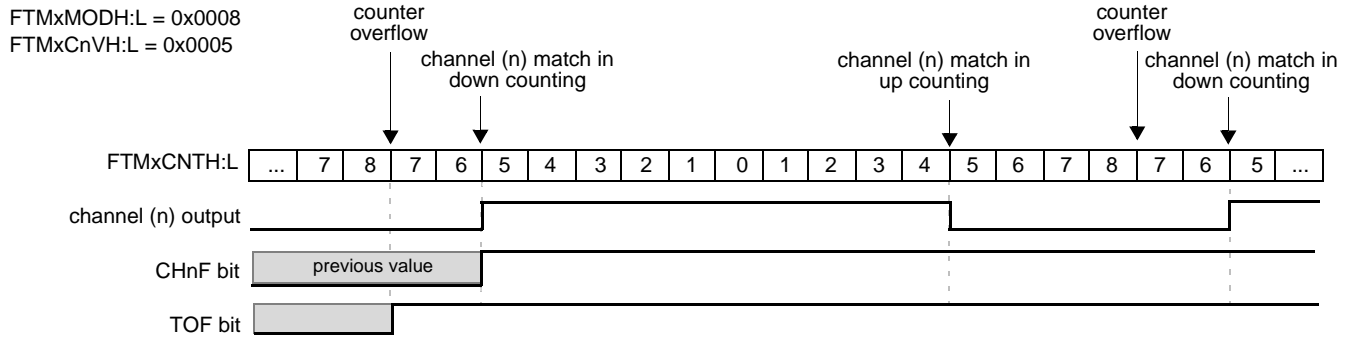 FTMxMODH:L = 0x0008
FTMxCnVH:L = 0x0005
counter
overflow
channel (n) match in
down counting
channel (n) match in
up counting
counter
overflow
channel (n) match in
down counting
FTMxCNTH:L ... 7 8 7 6 5 4 3 2 1 0 1 2 3 4 5 6 7 8 7 6 5 ...
channel (n) output
CHnF bit previous value
TOF bit